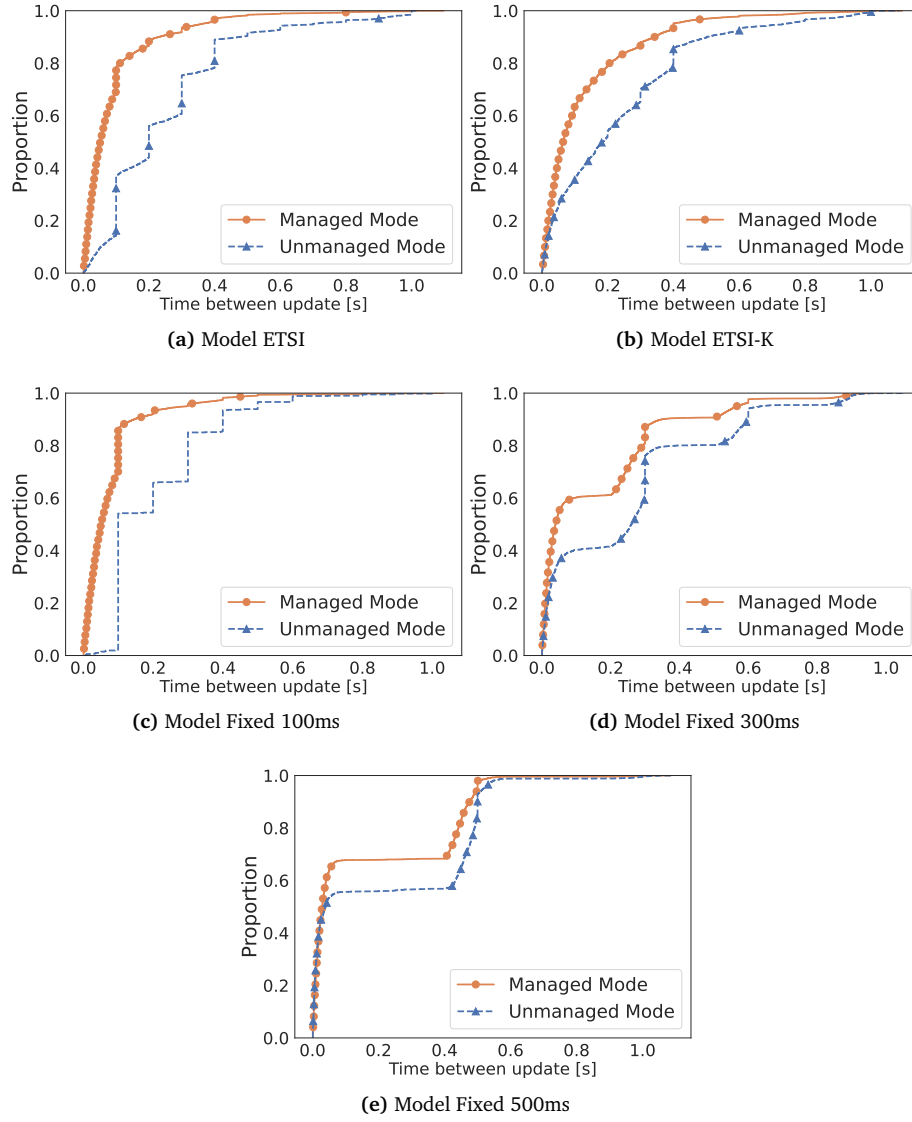 1.0
0.8
0.6
0.4
0.2
0.0
Proportion
Managed Mode
Unmanaged Mode
0.0 0.2 0.4 0.6 0.8 1.0
Time between update [s]
(a) Model ETSI
1.0
0.8
0.6
0.4
0.2
0.0
Proportion
Managed Mode
Unmanaged Mode
0.0 0.2 0.4 0.6 0.8 1.0
Time between update [s]
(b) Model ETSI-K
1.0
0.8
0.6
0.4
0.2
0.0
Proportion
Managed Mode
Unmanaged Mode
0.0 0.2 0.4 0.6 0.8 1.0
Time between update [s]
(c) Model Fixed 100ms
1.0
0.8
0.6
0.4
0.2
0.0
Proportion
Managed Mode
Unmanaged Mode
0.0 0.2 0.4 0.6 0.8 1.0
Time between update [s]
(d) Model Fixed 300ms
1.0
0.8
0.6
0.4
0.2
0.0
Proportion
Managed Mode
Unmanaged Mode
0.0 0.2 0.4 0.6 0.8 1.0
Time between update [s]
(e) Model Fixed 500ms